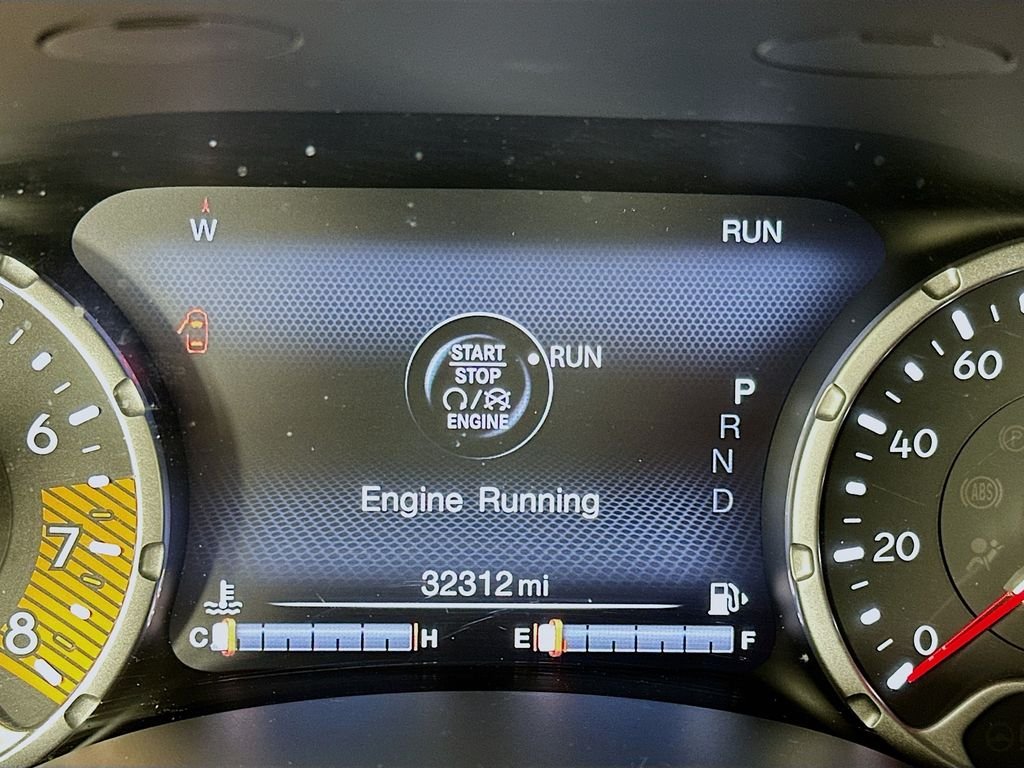 W
RUN
START
STOP
ENGINE
RUN
P
R
N
D
Engine Running
32312 mi
C
H
E
F
6
7
8
60
40
20
0
ABS